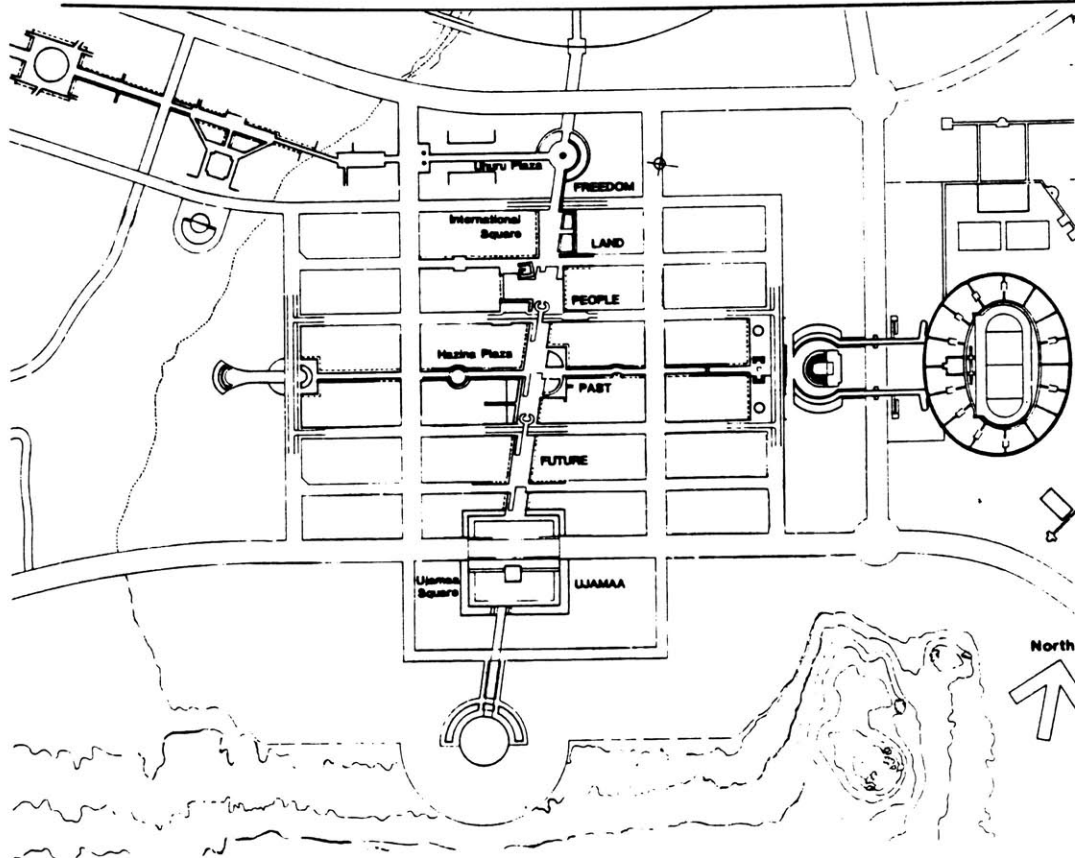 Uhuru Plaza
FREEDOM
International
Square
LAND
PEOPLE
Hazina Plaza
PAST
FUTURE
Ujamaa
Square
UJAMAA
North